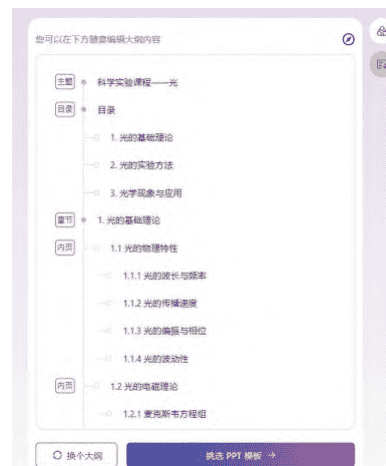 您可以在下方随意编辑大纲内容
主题 科学实验课程——光
目录 目录
1. 光的基础理论
2. 光的实验方法
3. 光学现象与应用
章节 1. 光的基础理论
内页 1.1 光的物理特性
1.1.1 光的波长与频率
1.1.2 光的传播速度
1.1.3 光的偏振与相位
1.1.4 光的波动性
内页 1.2 光的电磁理论
1.2.1 麦克斯韦方程组
换个大纲 挑选 PPT 模板 →